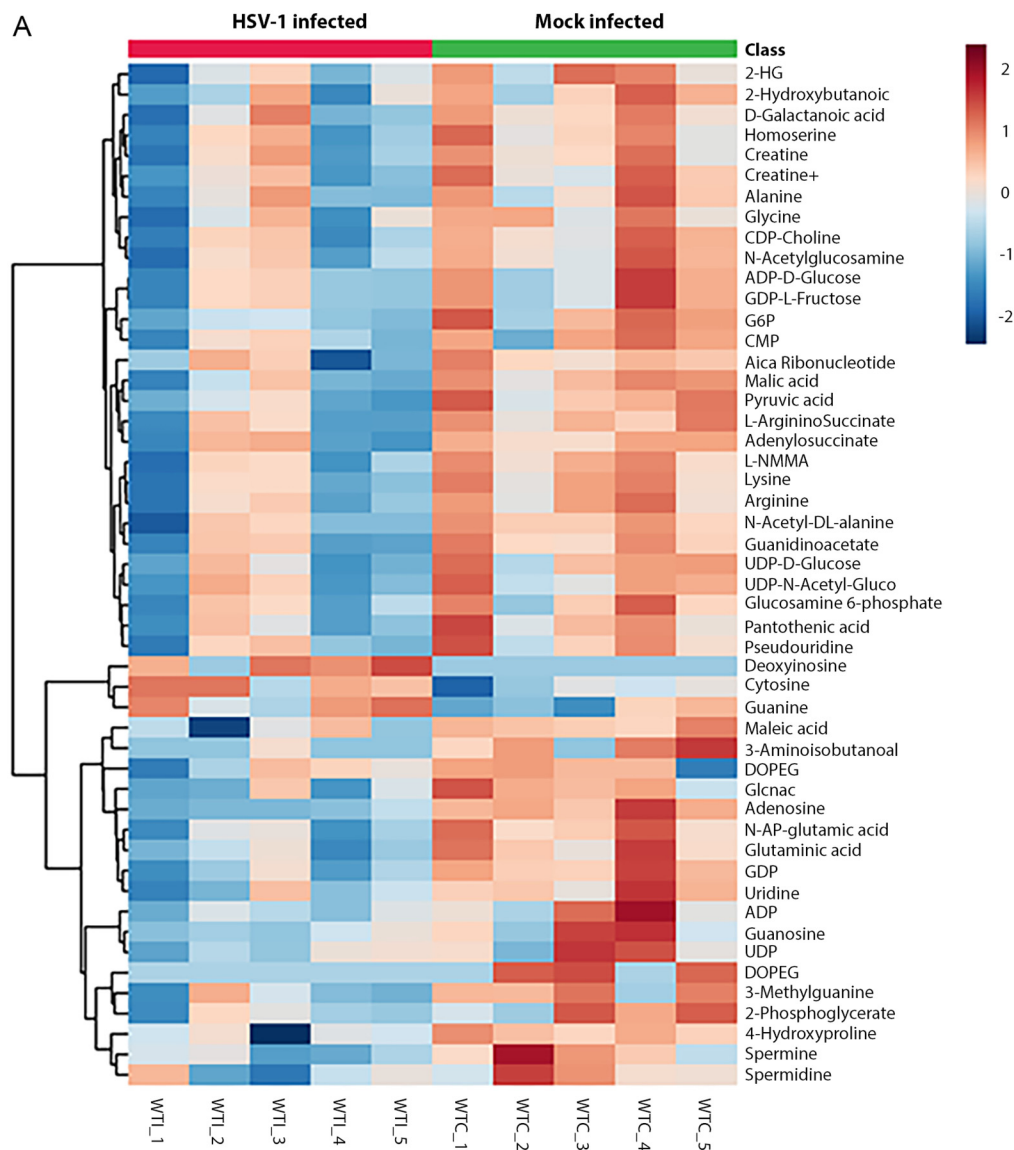 A
HSV-1 infected
Mock infected
Class
2-HG
2-Hydroxybutanoic
D-Galactanoic acid
Homoserine
Creatine
Creatine+
Alanine
Glycine
CDP-Choline
N-Acetylglucosamine
ADP-D-Glucose
GDP-L-Fructose
G6P
CMP
Aica Ribonucleotide
Malic acid
Pyruvic acid
L-ArgininoSuccinate
Adenylosuccinate
L-NMMA
Lysine
Arginine
N-Acetyl-DL-alanine
Guanidinoacetate
UDP-D-Glucose
UDP-N-Acetyl-Gluco
Glucosamine 6-phosphate
Pantothenic acid
Pseudouridine
Deoxyinosine
Cytosine
Guanine
Maleic acid
3-Aminoisobutanoal
DOPEG
Glcnac
Adenosine
N-AP-glutamic acid
Glutaminic acid
GDP
Uridine
ADP
Guanosine
UDP
DOPEG
3-Methylguanine
2-Phosphoglycerate
4-Hydroxyproline
Spermine
Spermidine
2
1
0
-1
-2
WTI_1
WTI_2
WTI_3
WTI_4
WTI_5
WTC_1
WTC_2
WTC_3
WTC_4
WTC_5